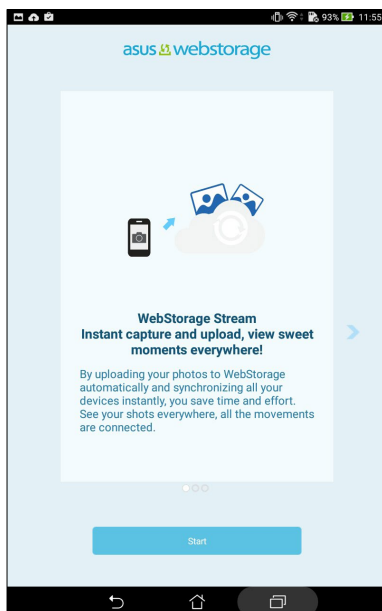 93% 11:55
asus webstorage
WebStorage Stream
Instant capture and upload, view sweet
moments everywhere!
By uploading your photos to WebStorage
automatically and synchronizing all your
devices instantly, you save time and effort.
See your shots everywhere, all the movements
are connected.
Start